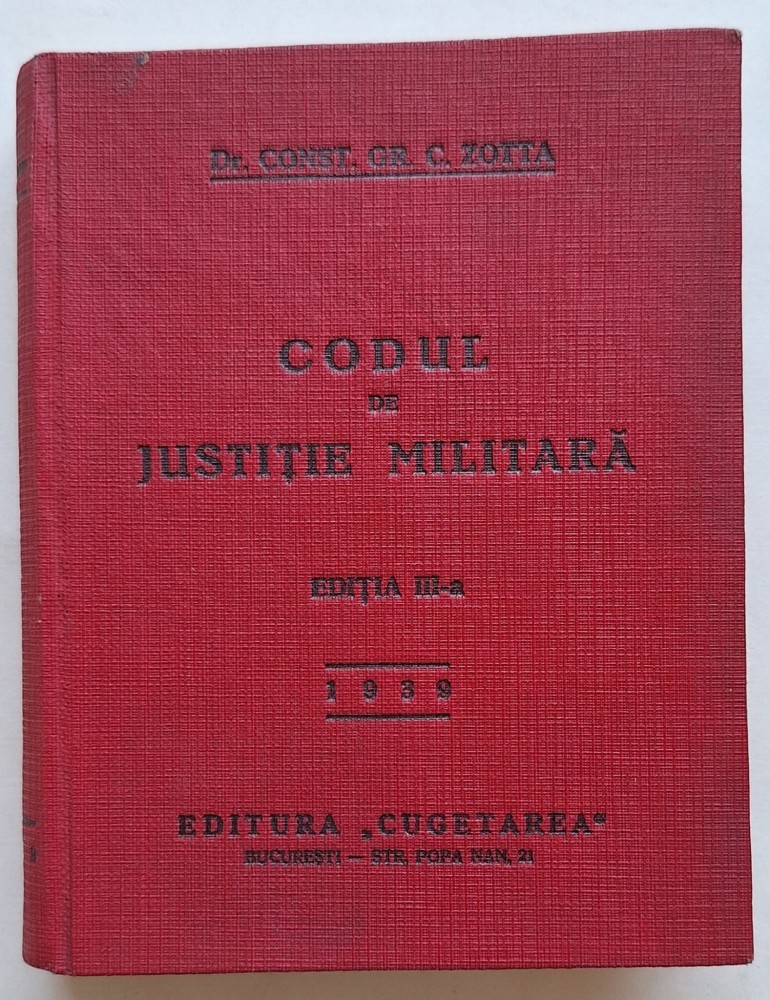 Dr. CONST. GR. C. ZOTTA
CODUL
DE
JUSTIȚIE MILITARĂ
EDIȚIA III-a
1939
EDITURA „CUGETAREA“
BUCUREȘTI — STR. POPA NAN, 21